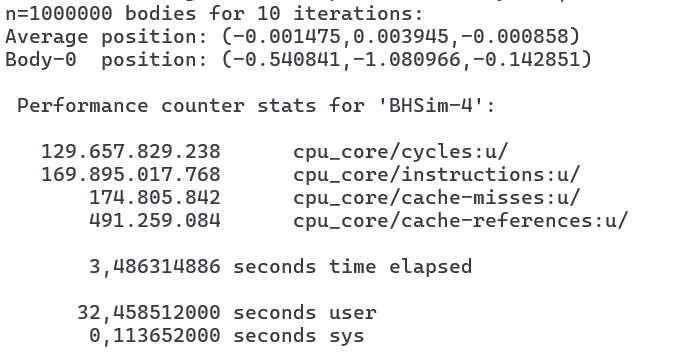 n=1000000 bodies for 10 iterations:
Average position: (-0.001475,0.003945,-0.000858)
Body-0  position: (-0.540841,-1.080966,-0.142851)
Performance counter stats for 'BHSim-4':
129.657.829.238      cpu_core/cycles:u/
169.895.017.768      cpu_core/instructions:u/
174.805.842      cpu_core/cache-misses:u/
491.259.084      cpu_core/cache-references:u/
3,486314886 seconds time elapsed
32,458512000 seconds user
0,113652000 seconds sys